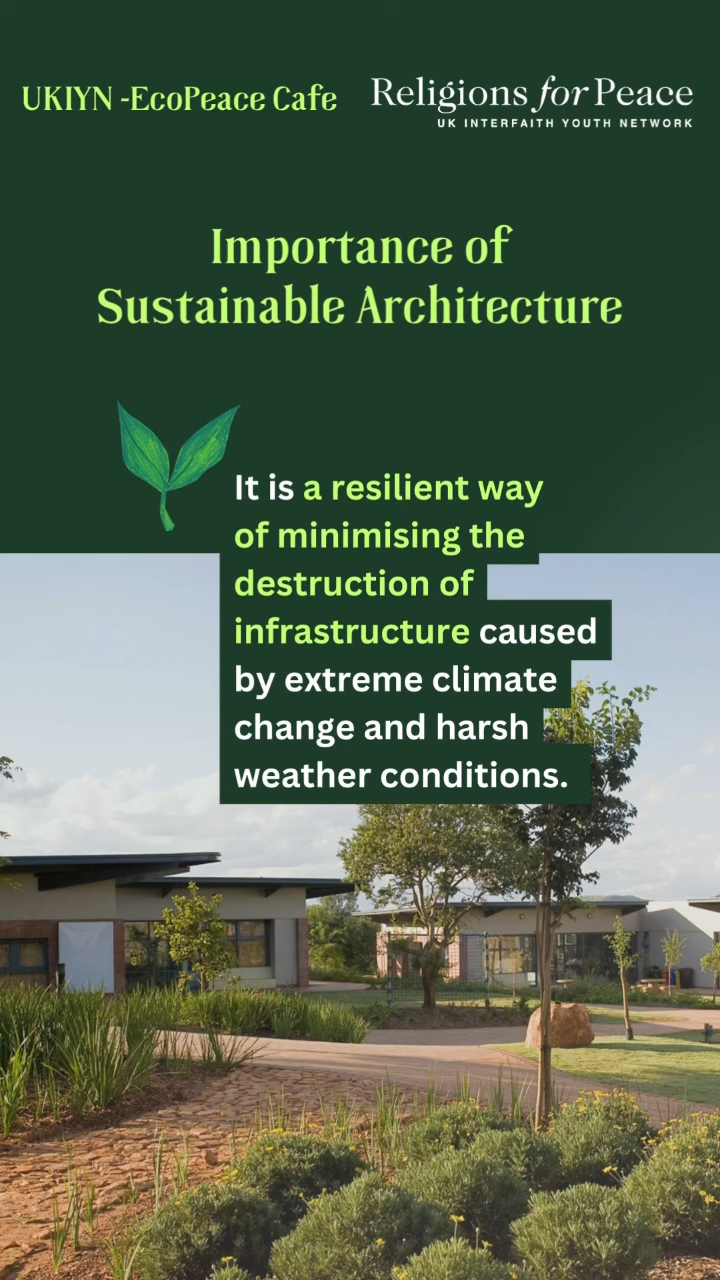 UKIYN -EcoPeace Cafe
Religions for Peace
UK INTERFAITH YOUTH NETWORK
Importance of
Sustainable Architecture
It is a resilient way
of minimising the
destruction of
infrastructure caused
by extreme climate
change and harsh
weather conditions.